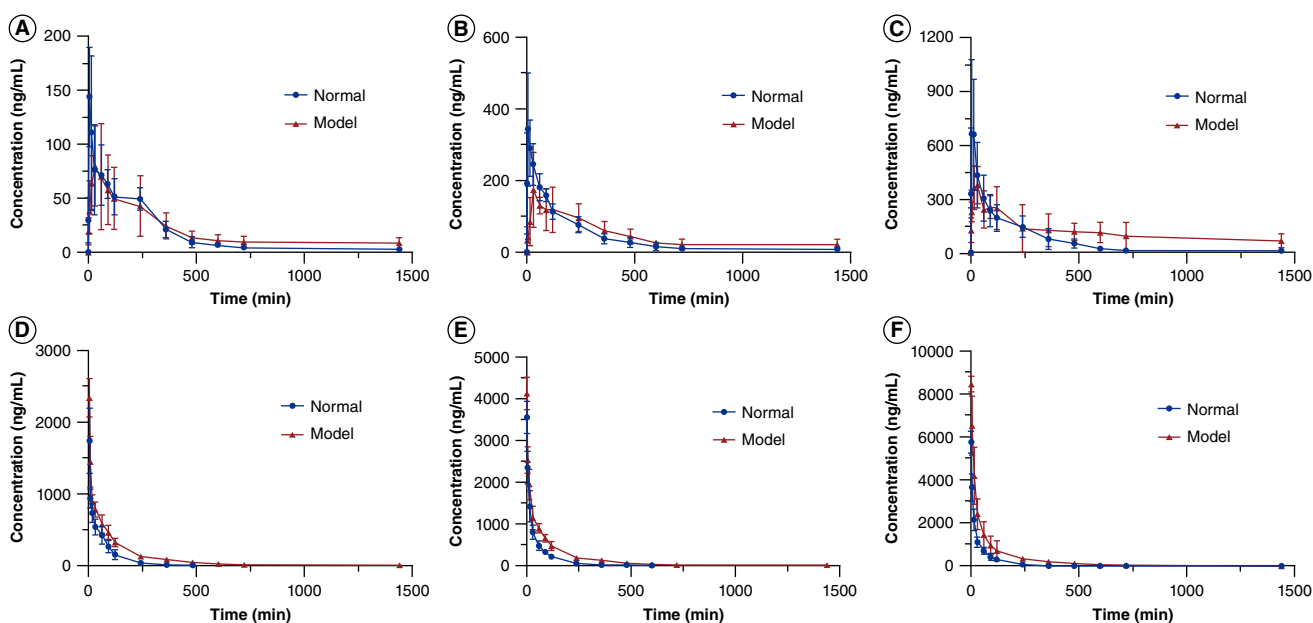 A
Concentration (ng/mL)
200
150
100
50
0
0 500 1000 1500
Time (min)
Normal
Model
B
Concentration (ng/mL)
600
400
200
0
0 500 1000 1500
Time (min)
Normal
Model
C
Concentration (ng/mL)
1200
900
600
300
0
0 500 1000 1500
Time (min)
Normal
Model
D
Concentration (ng/mL)
3000
2000
1000
0
0 500 1000 1500
Time (min)
Normal
Model
E
Concentration (ng/mL)
5000
4000
3000
2000
1000
0
0 500 1000 1500
Time (min)
Normal
Model
F
Concentration (ng/mL)
10000
8000
6000
4000
2000
0
0 500 1000 1500
Time (min)
Normal
Model